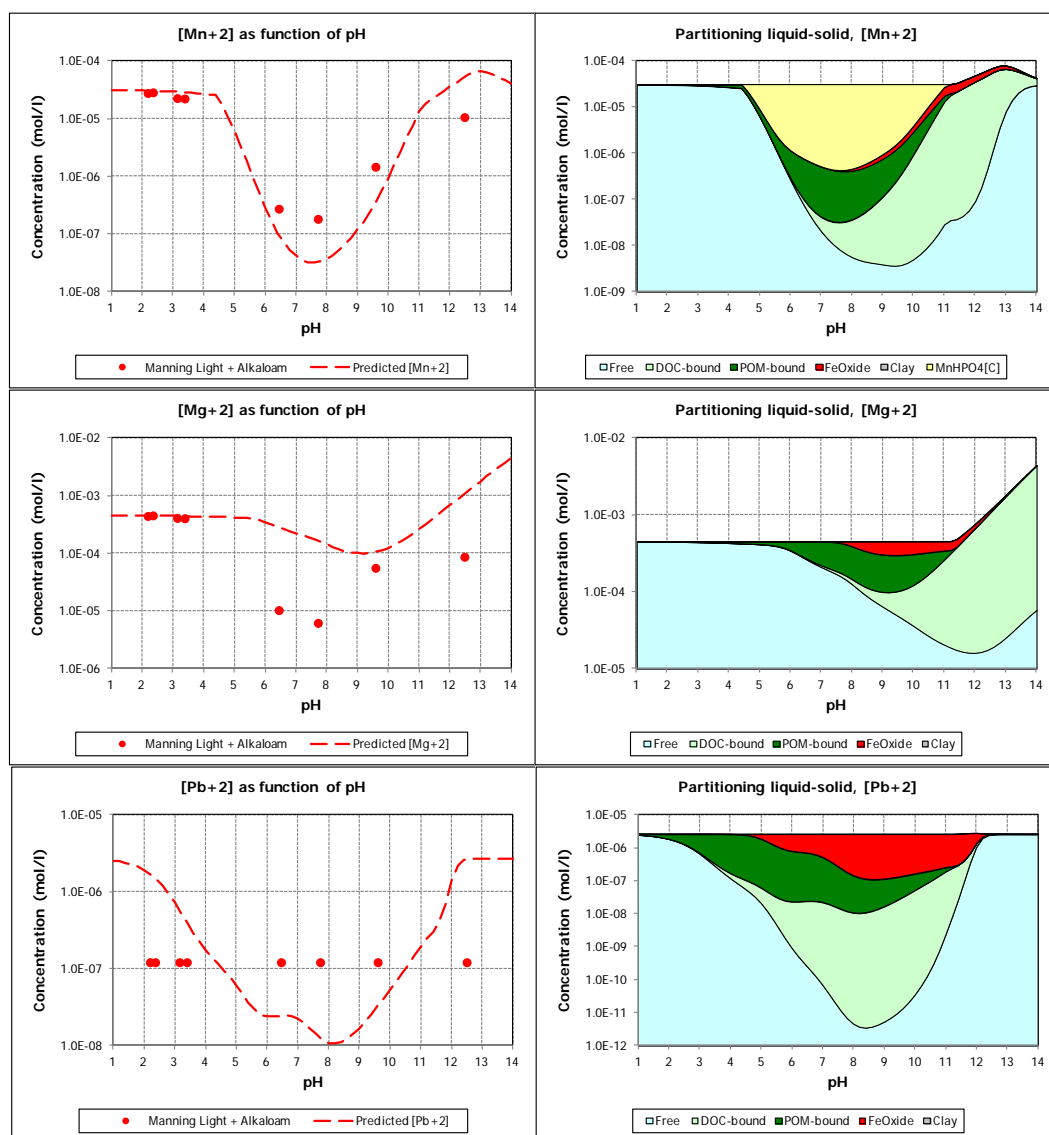 [Mn+2] as function of pH
1.0E-04
1.0E-05
1.0E-06
1.0E-07
1.0E-08
Concentration (mol/l)
1 2 3 4 5 6 7 8 9 10 11 12 13 14
pH
Manning Light + Alkaloam Predicted [Mn+2]
Partitioning liquid-solid, [Mn+2]
1.0E-04
1.0E-05
1.0E-06
1.0E-07
1.0E-08
1.0E-09
Concentration (mol/l)
1 2 3 4 5 6 7 8 9 10 11 12 13 14
pH
Free DOC-bound POM-bound FeOxide Clay MnHPO4[C]
[Mg+2] as function of pH
1.0E-02
1.0E-03
1.0E-04
1.0E-05
1.0E-06
Concentration (mol/l)
1 2 3 4 5 6 7 8 9 10 11 12 13 14
pH
Manning Light + Alkaloam Predicted [Mg+2]
Partitioning liquid-solid, [Mg+2]
1.0E-02
1.0E-03
1.0E-04
1.0E-05
Concentration (mol/l)
1 2 3 4 5 6 7 8 9 10 11 12 13 14
pH
Free DOC-bound POM-bound FeOxide Clay
[Pb+2] as function of pH
1.0E-05
1.0E-06
1.0E-07
1.0E-08
Concentration (mol/l)
1 2 3 4 5 6 7 8 9 10 11 12 13 14
pH
Manning Light + Alkaloam Predicted [Pb+2]
Partitioning liquid-solid, [Pb+2]
1.0E-05
1.0E-06
1.0E-07
1.0E-08
1.0E-09
1.0E-10
1.0E-11
1.0E-12
Concentration (mol/l)
1 2 3 4 5 6 7 8 9 10 11 12 13 14
pH
Free DOC-bound POM-bound FeOxide Clay